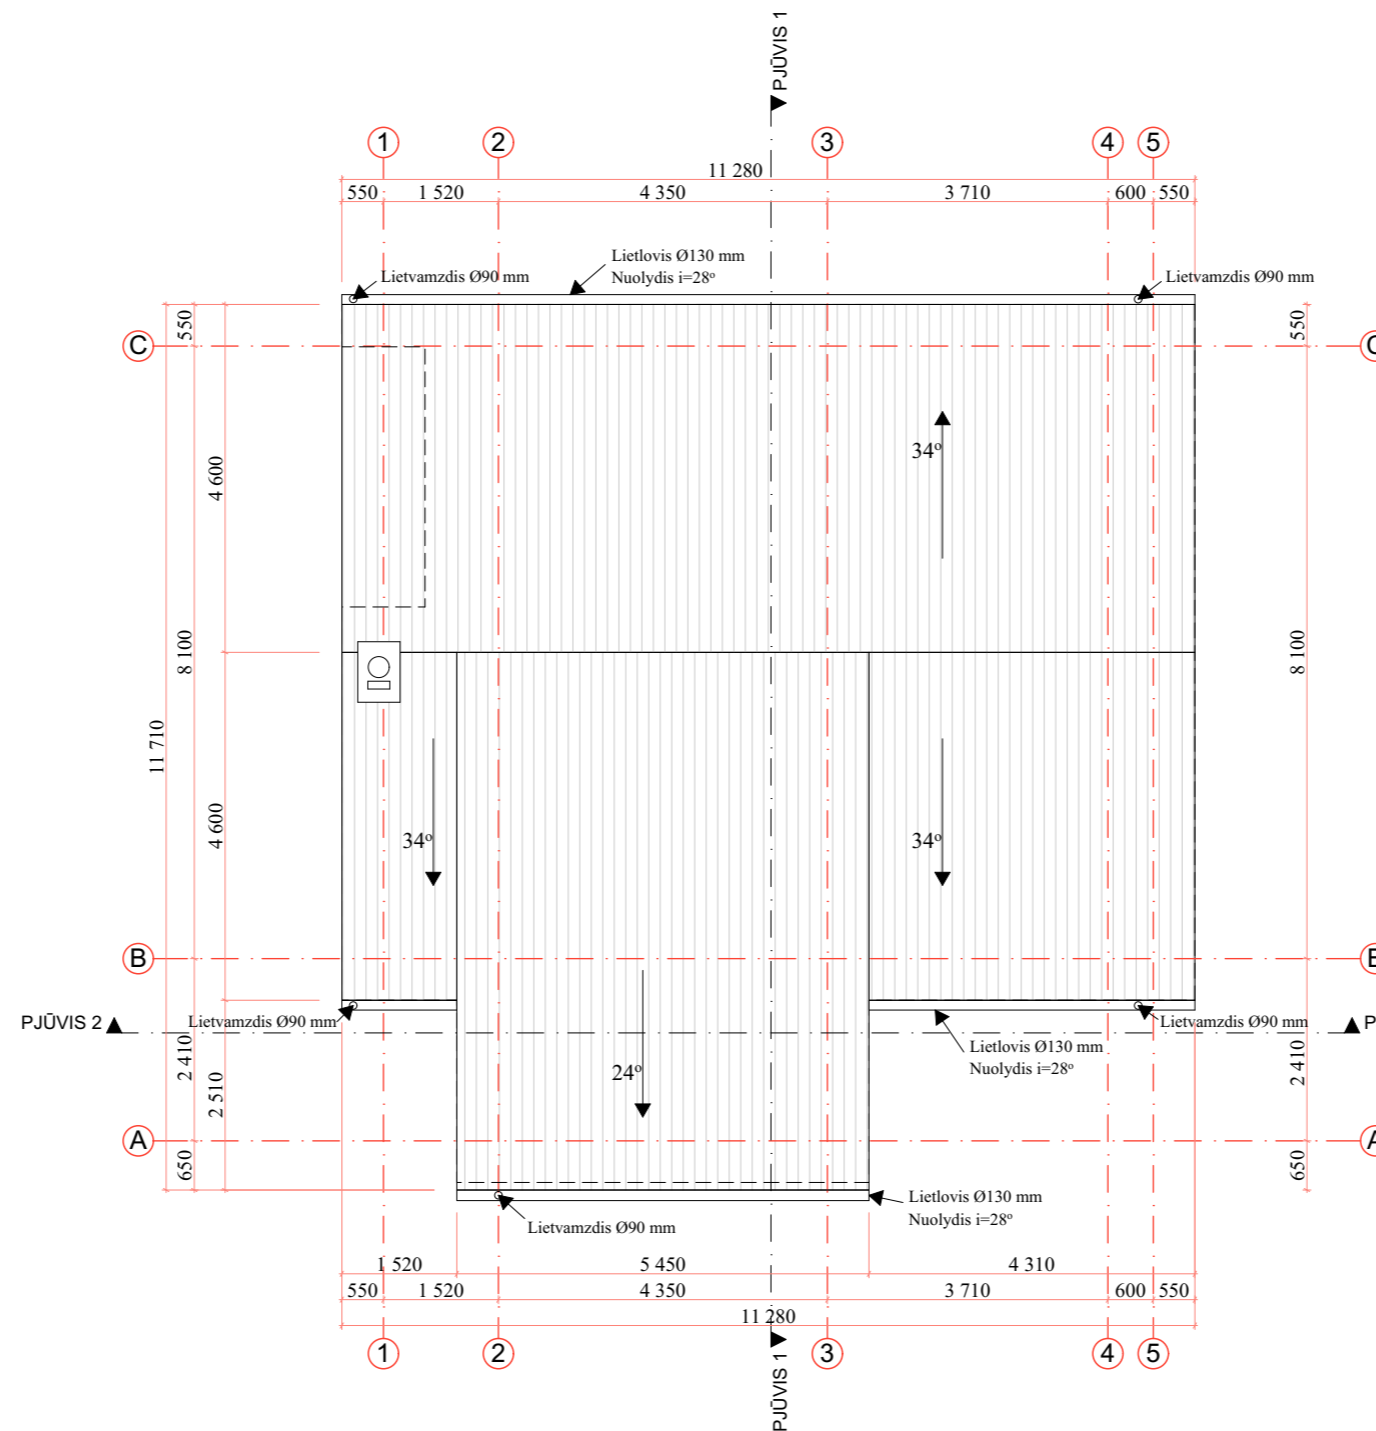 PJŪVIS 1
1 2 3 4 5
11 280
550 1 520 4 350 3 710 600 550
Lietlovis Ø130 mm
Nuolydis i=28º
Lietvamzdis Ø90 mm
Lietvamzdis Ø90 mm
550
550
C
C
4 600
34º
8 100
8 100
11 710
4 600
34º
34º
B
B
PJŪVIS 2
P
Lietvamzdis Ø90 mm
Lietvamzdis Ø90 mm
Lietlovis Ø130 mm
Nuolydis i=28º
2 410
2 410
2 510
24º
A
A
650
650
Lietlovis Ø130 mm
Nuolydis i=28º
Lietvamzdis Ø90 mm
1 520 5 450 4 310
550 1 520 4 350 3 710 600 550
11 280
1 2 3 4 5
PJŪVIS 1